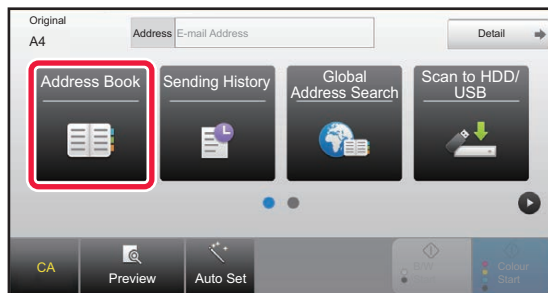 Original
A4
Address E-mail Address
Detail
Address Book
Sending History
Global
Address Search
Scan to HDD/
USB
CA
Preview
Auto Set
B/W
Start
Colour
Start